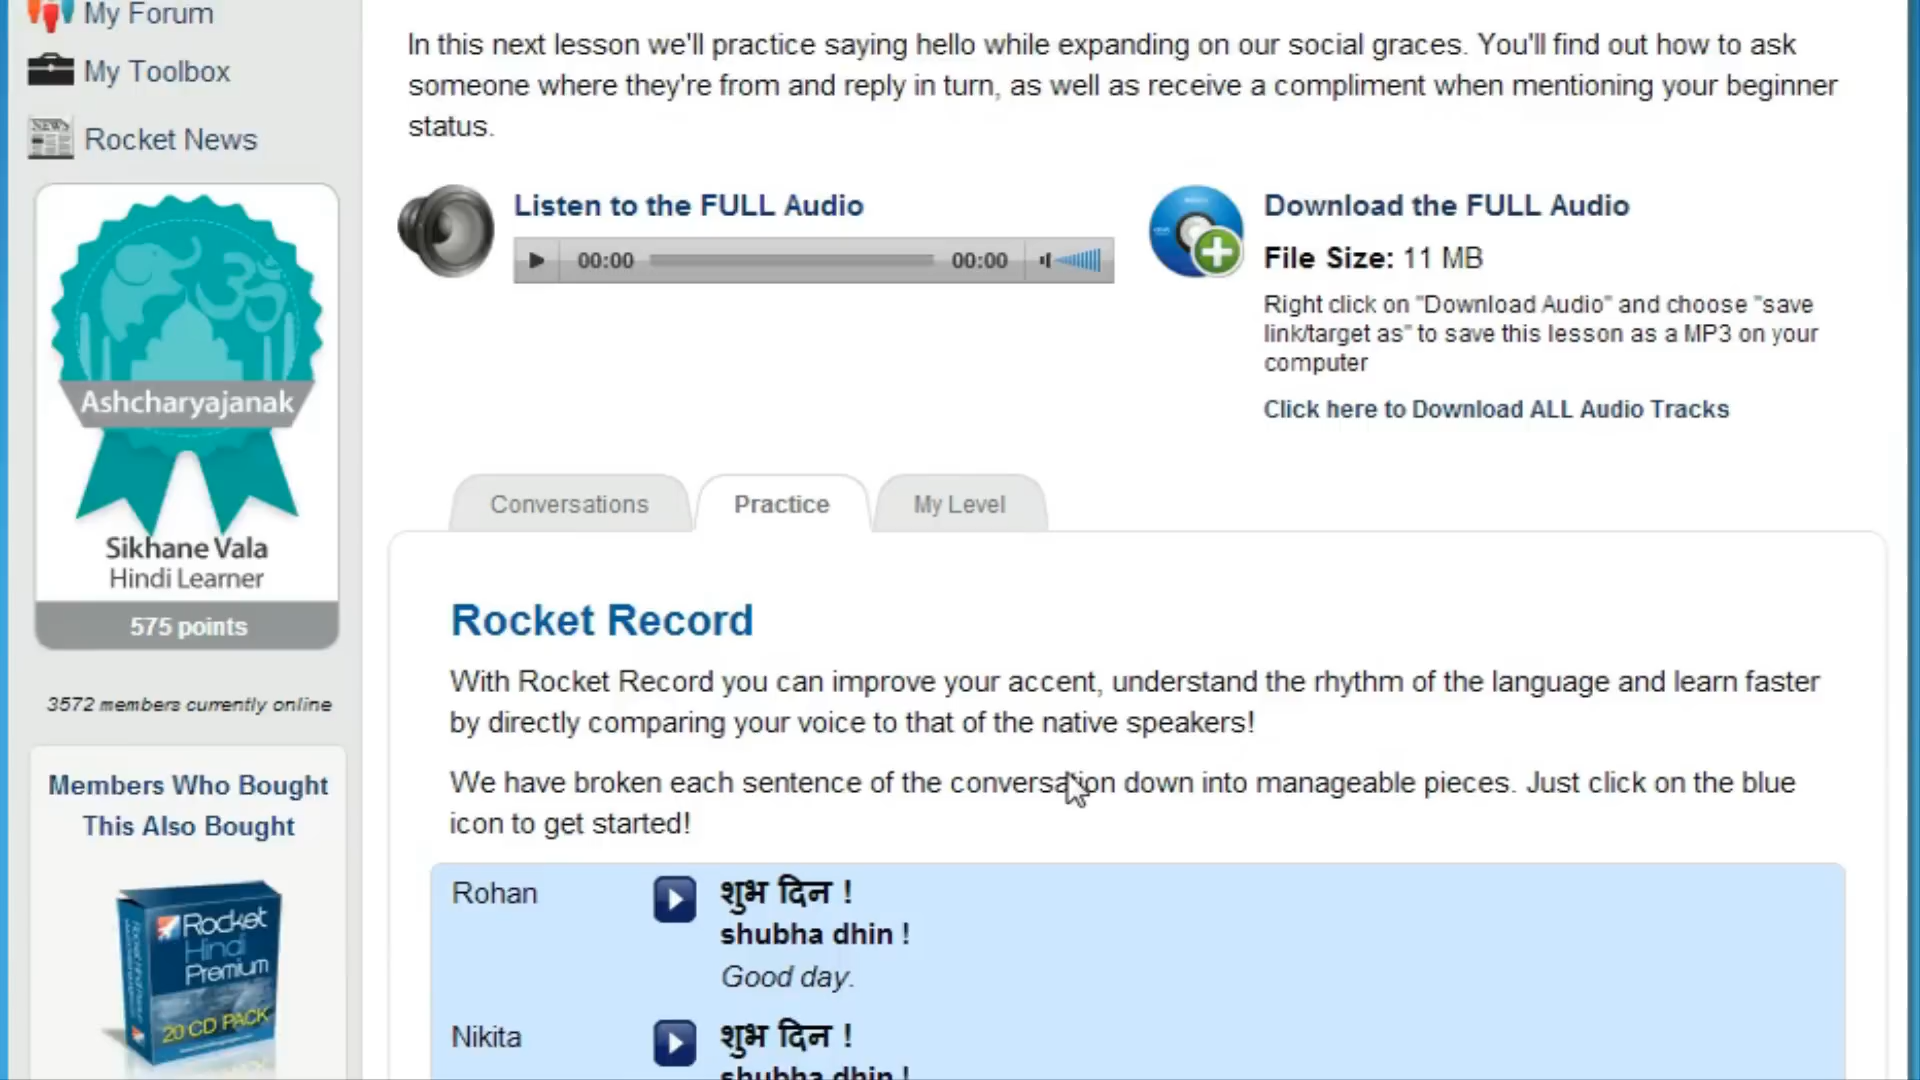 My Forum
My Toolbox
NEWS
Rocket News
Ashcharyajanak
Sikhane Vala
Hindi Learner
575 points
3572 members currently online
Members Who Bought
This Also Bought
Rocket
Hindi
Premium
20 CD PACK
In this next lesson we'll practice saying hello while expanding on our social graces. You'll find out how to ask
someone where they're from and reply in turn, as well as receive a compliment when mentioning your beginner
status.
Listen to the FULL Audio
00:00 00:00
Download the FULL Audio
File Size: 11 MB
Right click on "Download Audio" and choose "save
link/target as" to save this lesson as a MP3 on your
computer
Click here to Download ALL Audio Tracks
Conversations Practice My Level
Rocket Record
With Rocket Record you can improve your accent, understand the rhythm of the language and learn faster
by directly comparing your voice to that of the native speakers!
We have broken each sentence of the conversation down into manageable pieces. Just click on the blue
icon to get started!
Rohan शुभ दिन !
shubha dhin !
Good day.
Nikita शुभ दिन !
shubha dhin !